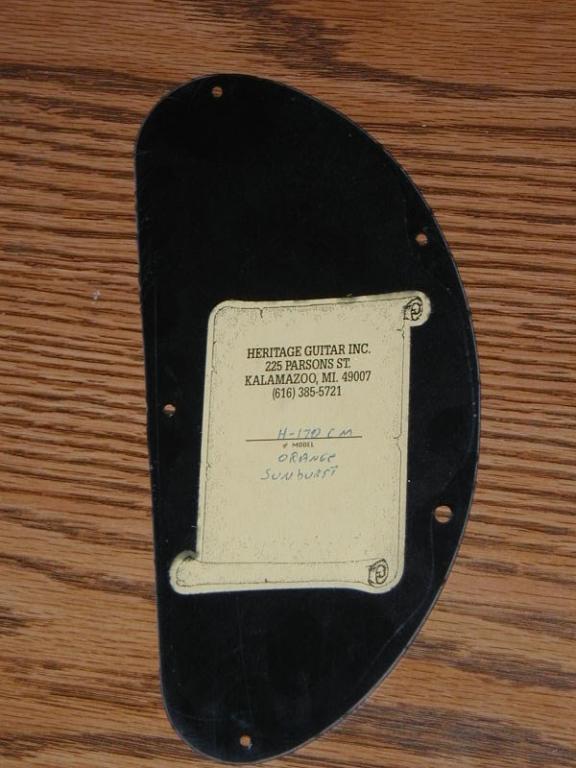 HERITAGE GUITAR INC.
225 PARSONS ST.
KALAMAZOO, MI. 49007
(616) 385-5721
H-170 CM
MODEL
ORANGE
SUNBURST